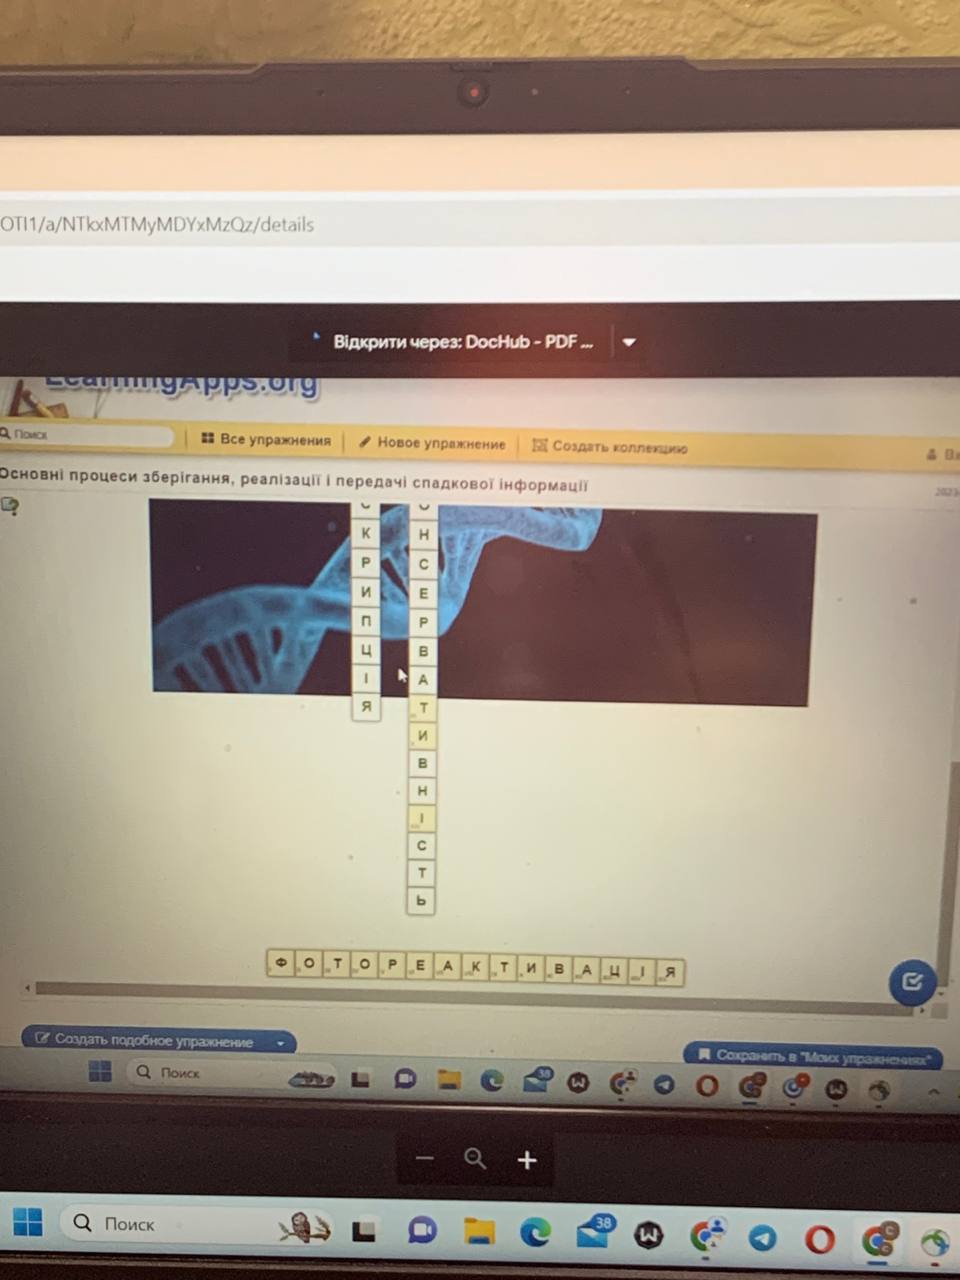 OTI1/a/NTkxMTMyMDYxMzQz/details
Відкрити через: DocHub - PDF ...
LearningApps.org
Поиск
Все упражнения
Новое упражнение
Создать коллекцию
Основні процеси зберігання, реалізації і передачі спадкової інформації
К
Р
И
П
Ц
І
Я
Н
С
Е
Р
В
А
Т
И
В
Н
І
С
Т
Ь
ФОТОРЕАКТИВАЦІЯ
Создать подобное упражнение
Сохранить в "Моих упражнениях"
Поиск
38
Поиск
38